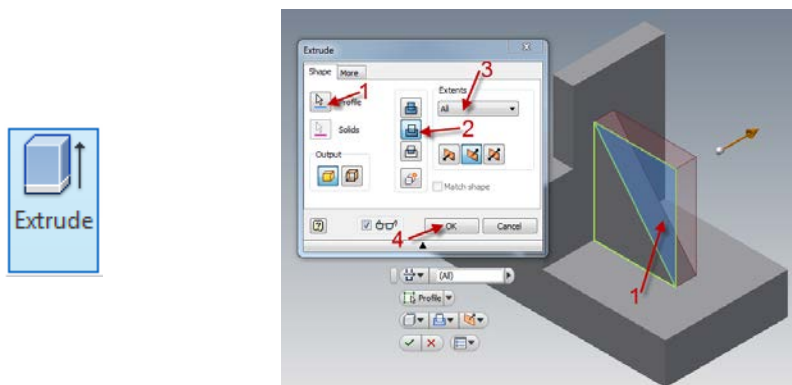 Extrude
Extrude
Shape More
1 Profile
Solids
Output
2
3
Extents
All
Match shape
4
OK Cancel
(All)
Profile
1